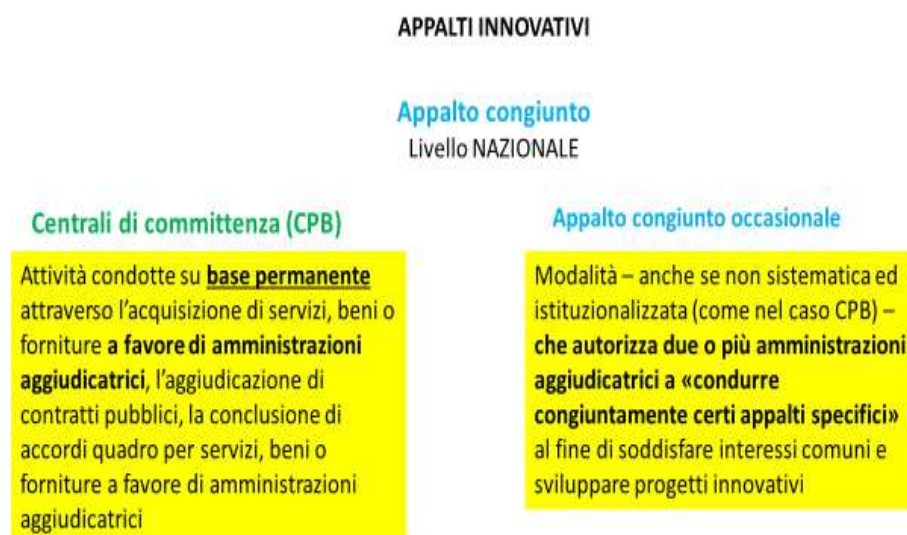 APPALTI INNOVATIVI
Appalto congiunto
Livello NAZIONALE
Centrali di committenza (CPB)
Attività condotte su base permanente
attraverso l’acquisizione di servizi, beni o
forniture a favore di amministrazioni
aggiudicatrici, l’aggiudicazione di
contratti pubblici, la conclusione di
accordi quadro per servizi, beni o
forniture a favore di amministrazioni
aggiudicatrici
Appalto congiunto occasionale
Modalità – anche se non sistematica ed
istituzionalizzata (come nel caso CPB) –
che autorizza due o più amministrazioni
aggiudicatrici a «condurre
congiuntamente certi appalti specifici»
al fine di soddisfare interessi comuni e
sviluppare progetti innovativi